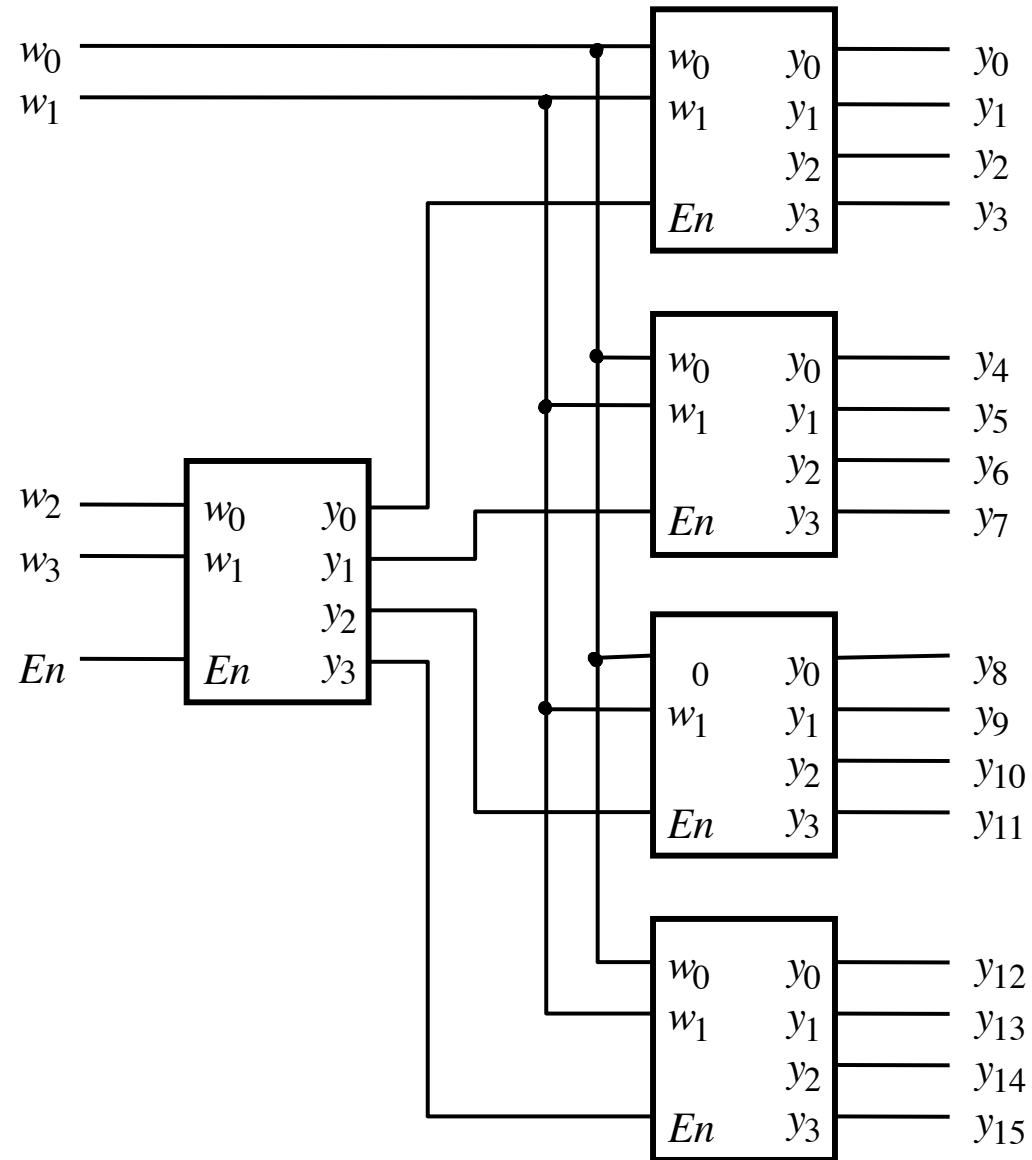 w0 w0 y0 y0
w1 w1 y1 y1
y2 y2
En y3 y3
w0 y0 y4
w1 y1 y5
y2 y6
En y3 y7
w2 w0 y0
w3 w1 y1
y2
En En y3
0 y0 y8
w1 y1 y9
y2 y10
En y3 y11
w0 y0 y12
w1 y1 y13
y2 y14
En y3 y15